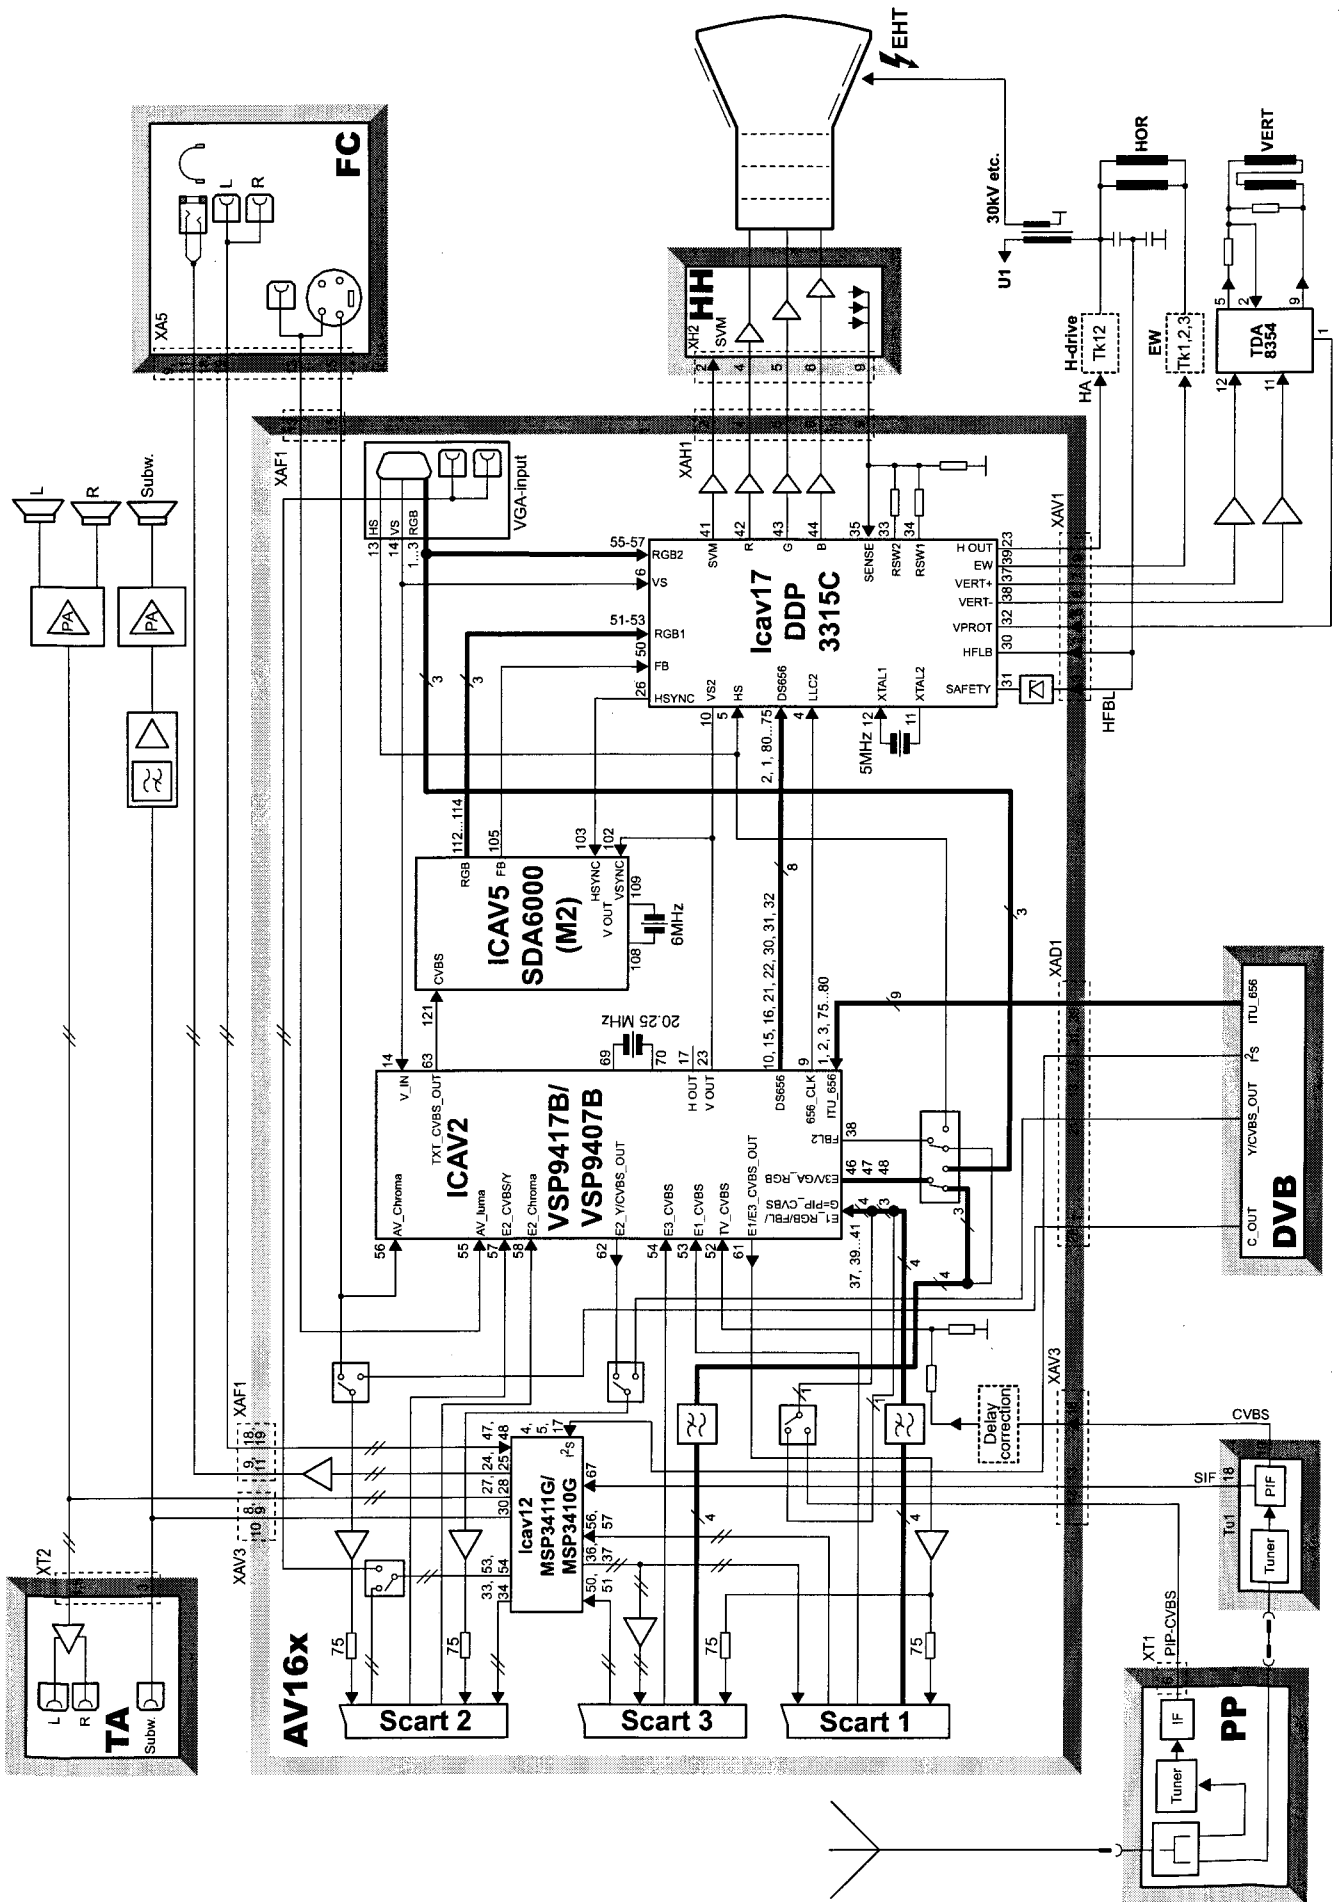 EHT
30kV etc.
U1
HOR
VERT
H-drive
Tk12
HA
EW
Tk1,2,3
TDA
8354
5
2
9
1
12
11
FC
L
R
XA5
HH
XH2
SVM
2
4
5
6
9
XAH1
XAF1
VGA-input
13 HS
14 VS
1...3 RGB
L
R
Subw.
PA
PA
Icav17
DDP
3315C
55-57
RGB2
6
VS
51-53
RGB1
50
FB
26
HSYNC
41
SVM
42
R
43
G
44
B
35
SENSE
33
RSW2
34
RSW1
H OUT
23
EW
39
VERT+
37
VERT-
38
VPROT
32
HFLB
30
SAFETY
31
XAV1
HFBL
10
VS2
5
HS
2, 1, 80...75
DS656
4
LLC2
12
XTAL1
11
XTAL2
5MHz
3
3
ICAV5
SDA6000
(M2)
112...114
RGB
105
FB
103
HSYNC
102
VSYNC
V OUT
109
108
6MHz
121
CVBS
8
3
9
XAD1
ICAV2
VSP9417B/
VSP9407B
14
V_IN
63
TXT_CVBS_OUT
69
70
20.25 MHz
17
H OUT
23
V OUT
10, 15, 16, 21, 22, 30, 31, 32
DS656
9
656_CLK
1, 2, 3, 75...80
ITU_656
FBL2
38
E3/VGA_RGB
46
47
48
E1_RGB/FBL/
G=PIP_CVBS
37, 39...41
56
AV_Chroma
55
AV_luma
57
E2_CVBS/Y
58
E2_Chroma
62
E2_Y/CVBS_OUT
54
E3_CVBS
53
E1_CVBS
52
TV_CVBS
61
E1/E3_CVBS_OUT
4
3
3
4
4
1
1
4
4
DVB
ITU_656
I²S
Y/CVBS_OUT
C_OUT
XAV3
Delay
correction
CVBS
SIF
18
Tu1
PIF
Tuner
XAF1
18,
19
9,
11
8,
9
10
XAV3
47,
48
24,
25
27,
28
30
4,
5,
17
I²S
Icav12
MSP3411G/
MSP3410G
67
56,
57
36,
37
50,
51
53,
54
33,
34
75
75
75
75
AV16x
Scart 2
Scart 3
Scart 1
XT2
3
TA
L
R
Subw.
XT1
PIP-CVBS
IF
Tuner
PP